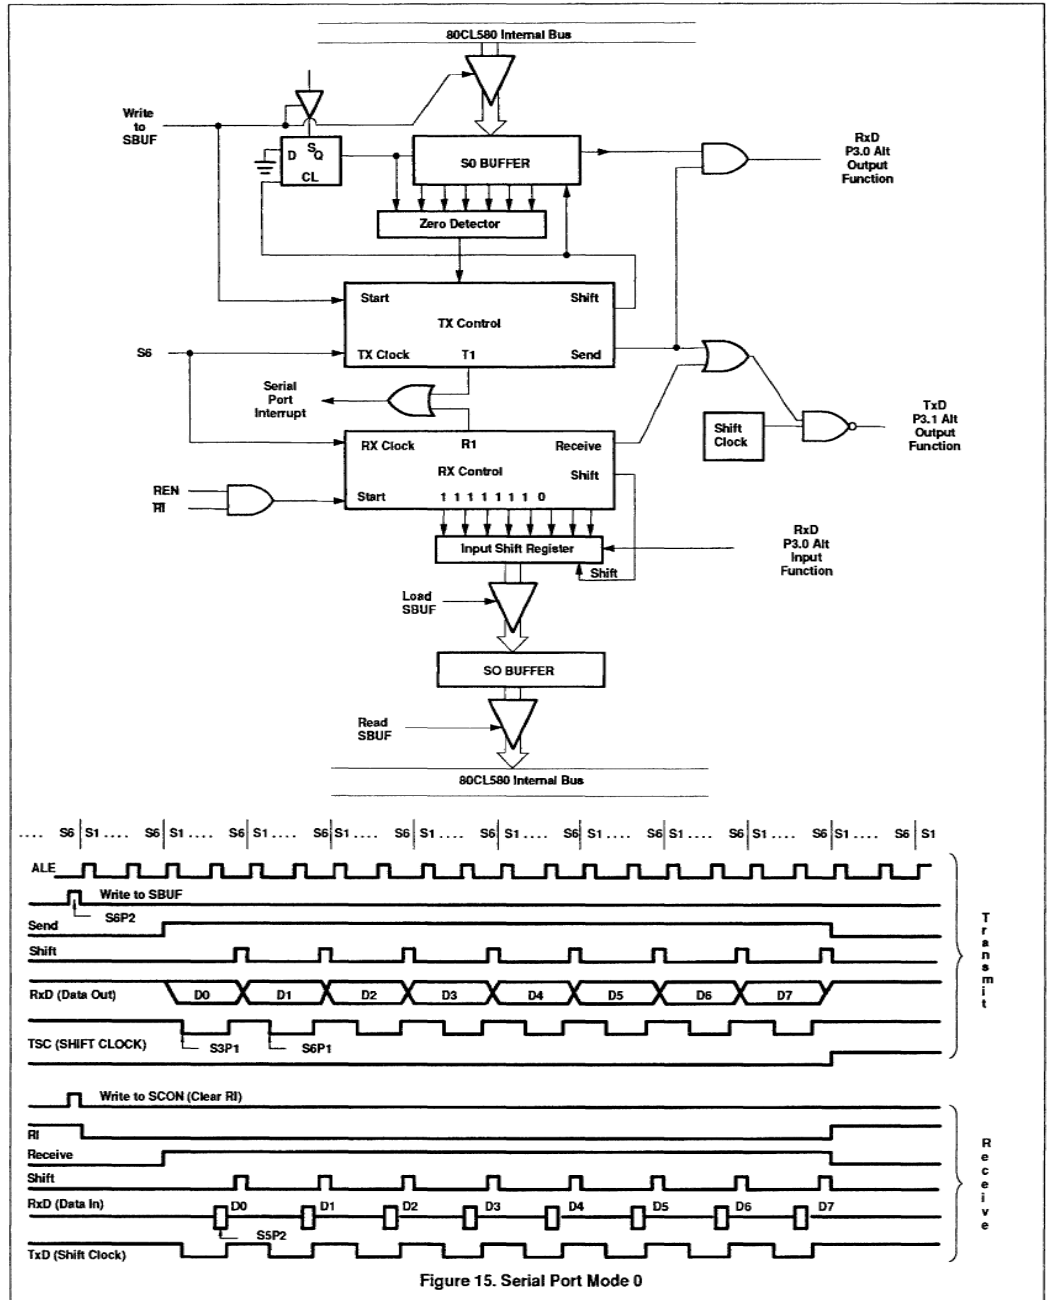 80CL580 Internal Bus
Write
to
SBUF
D
S
Q
CL
S0 BUFFER
RxD
P3.0 Alt
Output
Function
Zero Detector
Start
Shift
TX Control
S6
TX Clock
T1
Send
Serial
Port
Interrupt
Shift
Clock
TxD
P3.1 Alt
Output
Function
RX Clock
R1
Receive
RX Control
Shift
REN
RI
Start
1 1 1 1 1 1 1 0
Input Shift Register
RxD
P3.0 Alt
Input
Function
Shift
Load
SBUF
SO BUFFER
Read
SBUF
80CL580 Internal Bus
.... S6 S1 .... S6 S1 .... S6 S1 .... S6 S1 .... S6 S1 .... S6 S1 .... S6 S1 .... S6 S1 .... S6 S1 .... S6 S1 .... S6 S1
ALE
Write to SBUF
S6P2
Send
Shift
RxD (Data Out) D0 D1 D2 D3 D4 D5 D6 D7
TSC (SHIFT CLOCK) S3P1 S6P1
Transmit
Write to SCON (Clear RI)
RI
Receive
Shift
RxD (Data In) D0 D1 D2 D3 D4 D5 D6 D7
S5P2
TxD (Shift Clock)
Receive
Figure 15. Serial Port Mode 0